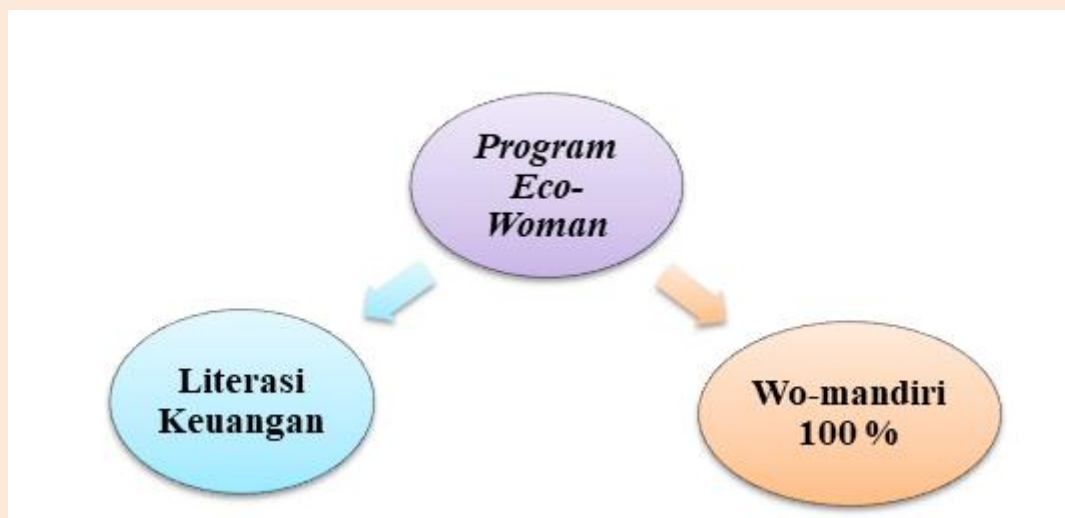 Program
Eco-
Woman
Literasi
Keuangan
Wo-mandiri
100 %